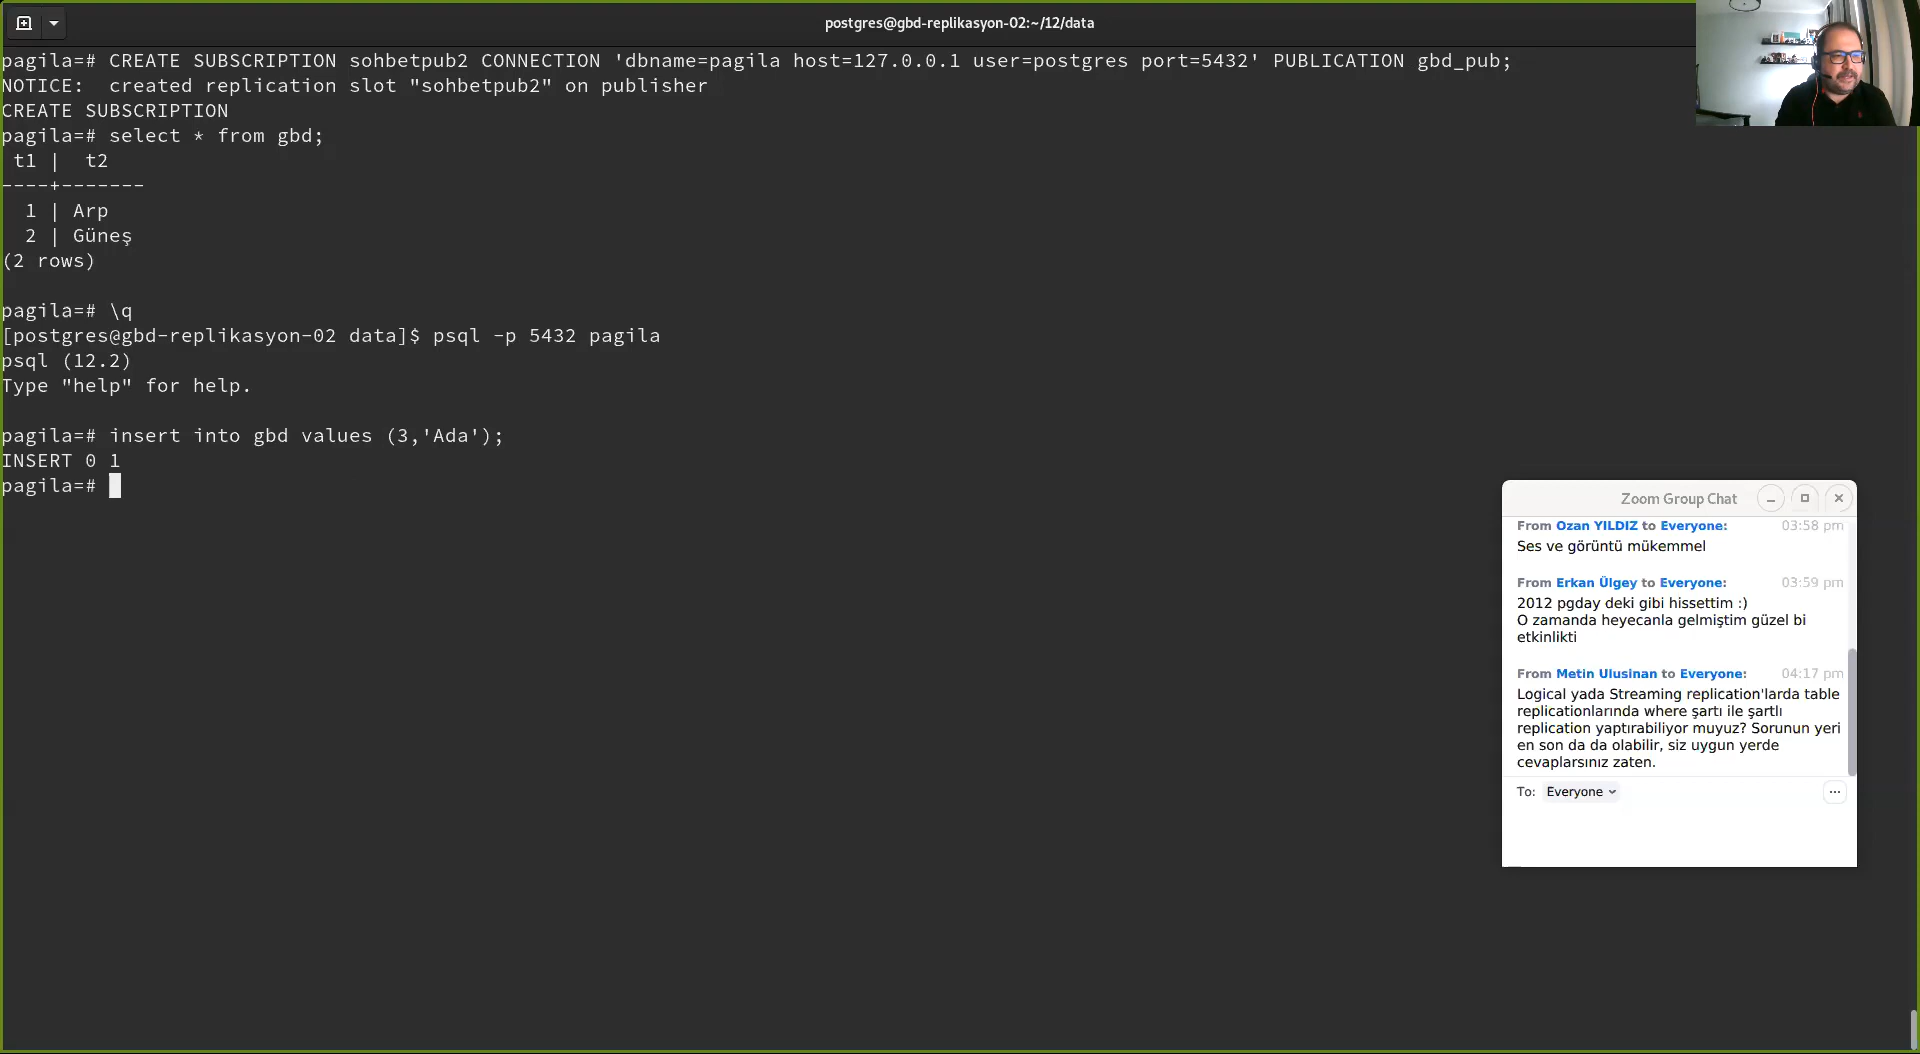 postgres@gbd-replikasyon-02:~/12/data
pagila=# CREATE SUBSCRIPTION sohbetpub2 CONNECTION 'dbname=pagila host=127.0.0.1 user=postgres port=5432' PUBLICATION gbd_pub;
NOTICE:  created replication slot "sohbetpub2" on publisher
CREATE SUBSCRIPTION
pagila=# select * from gbd;
 t1 |  t2
----+-------
  1 | Arp
  2 | Güneş
(2 rows)
pagila=# \q
[postgres@gbd-replikasyon-02 data]$ psql -p 5432 pagila
psql (12.2)
Type "help" for help.
pagila=# insert into gbd values (3,'Ada');
INSERT 0 1
pagila=#
Zoom Group Chat
From Ozan YILDIZ to Everyone: 03:58 pm
Ses ve görüntü mükemmel
From Erkan Ülgey to Everyone: 03:59 pm
2012 pgday deki gibi hissettim :)
O zamanda heyecanla gelmiştim güzel bi
etkinlikti
From Metin Ulusinan to Everyone: 04:17 pm
Logical yada Streaming replication'larda table
replicationlarında where şartı ile şartlı
replication yaptırabiliyor muyuz? Sorunun yeri
en son da da olabilir, siz uygun yerde
cevaplarsınız zaten.
To: Everyone